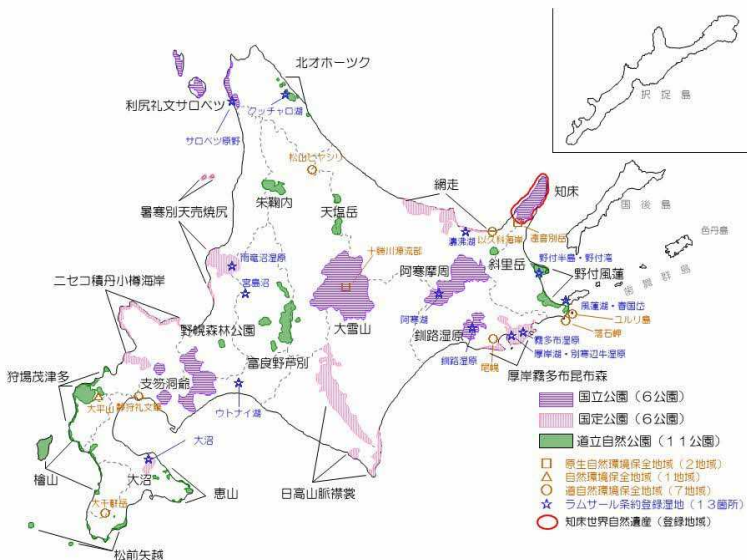 択捉島
北オホーツク
利尻礼文サロベツ
クッチャロ湖
サロベツ原野
松山ヒヤシリ
網走
知床
国後島
色丹島
暑寒別天売焼尻
朱鞠内
天塩岳
濤沸湖
以久科海岸
遠音別岳
斜里岳
野付半島・野付湾
歯舞群島
雨竜沼湿原
十勝川源流部
阿寒摩周
野付風蓮
ニセコ積丹小樽海岸
宮島沼
風蓮湖・春国岱
大雪山
阿寒湖
ユルリ島
野幌森林公園
釧路湿原
落石岬
霧多布湿原
狩場茂津多
富良野芦別
釧路湿原
尾幌
厚岸湖・別寒辺牛湿原
支笏洞爺
厚岸霧多布昆布森
大平山
静狩礼文華
ウトナイ湖
大沼
檜山
大沼
恵山
日高山脈襟裳
大千軒岳
松前矢越
国立公園(6公園)
国定公園(6公園)
道立自然公園(11公園)
原生自然環境保全地域(2地域)
自然環境保全地域(1地域)
道自然環境保全地域(7地域)
ラムサール条約登録湿地(13箇所)
知床世界自然遺産(登録地域)